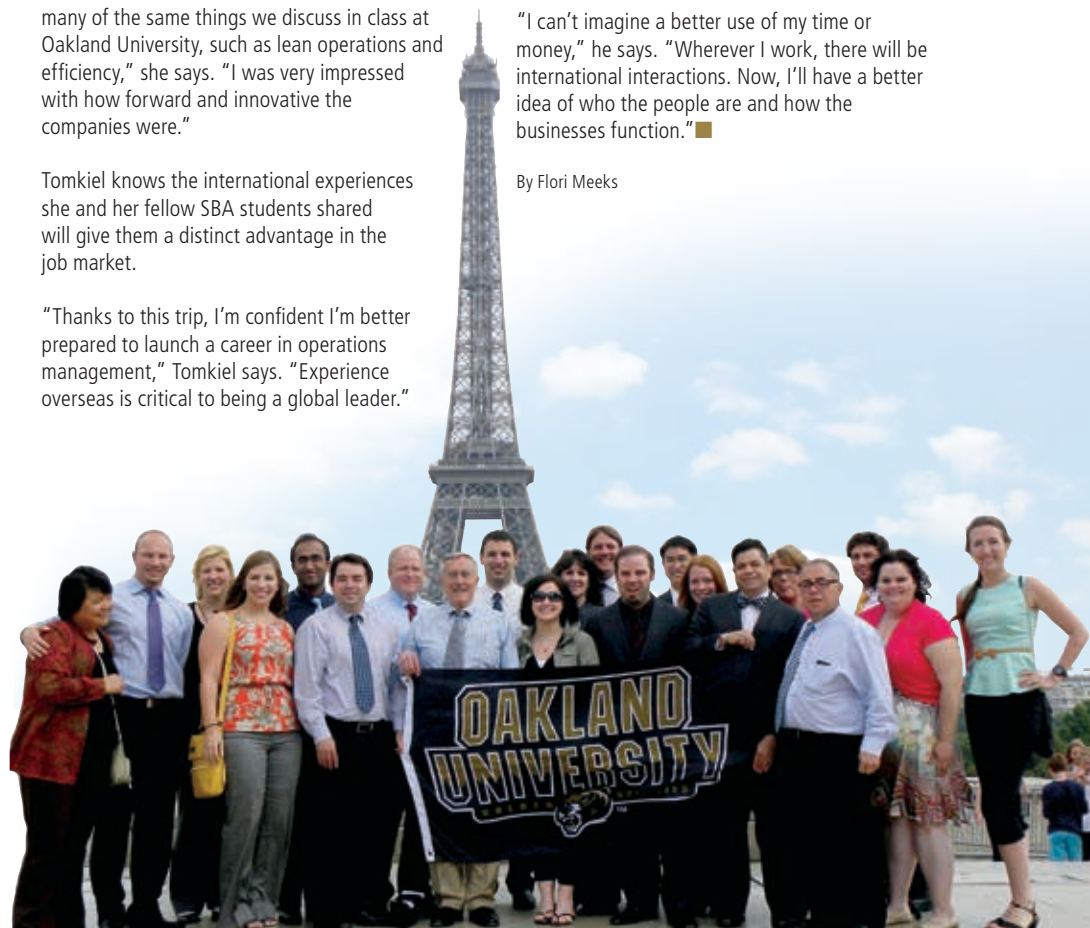 many of the same things we discuss in class at
Oakland University, such as lean operations and
efficiency,” she says. “I was very impressed
with how forward and innovative the
companies were.”
Tomkiel knows the international experiences
she and her fellow SBA students shared
will give them a distinct advantage in the
job market.
“Thanks to this trip, I’m confident I’m better
prepared to launch a career in operations
management,” Tomkiel says. “Experience
overseas is critical to being a global leader.”
“I can’t imagine a better use of my time or
money,” he says. “Wherever I work, there will be
international interactions. Now, I’ll have a better
idea of who the people are and how the
businesses function.”
By Flori Meeks
OAKLAND
UNIVERSITY
TM